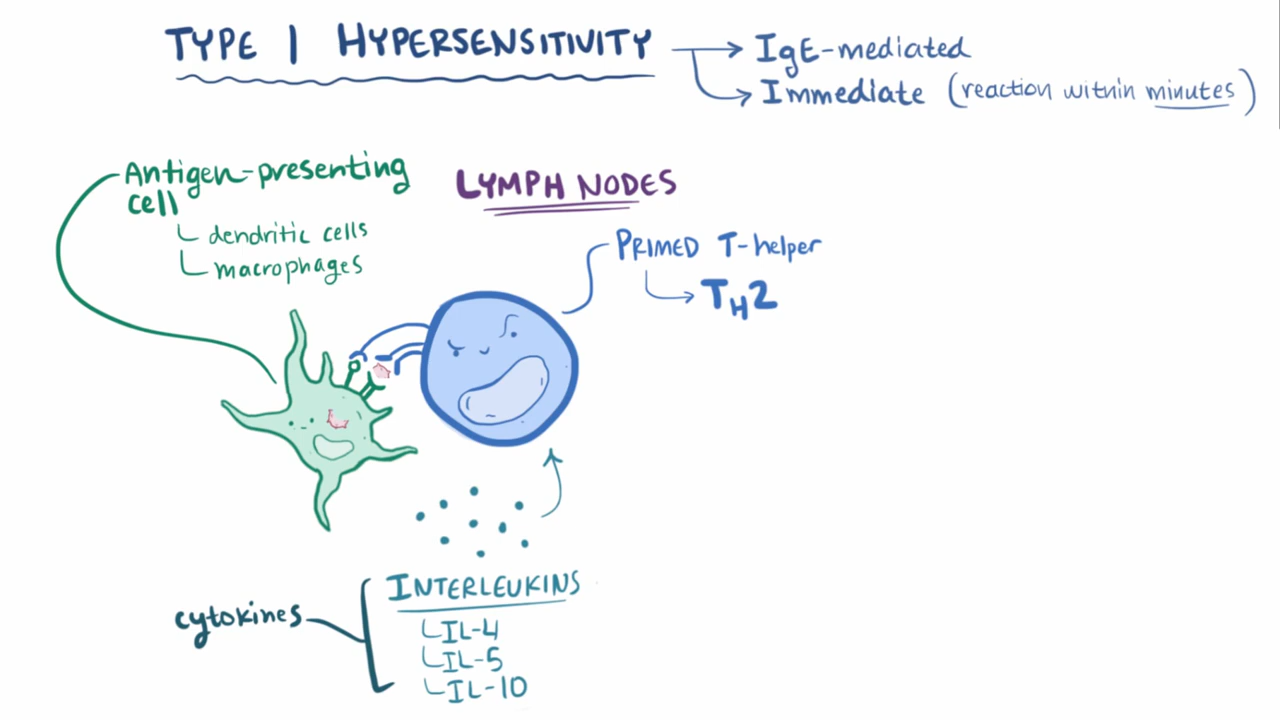 TYPE 1 HYPERSENSITIVITY
IgE-mediated
Immediate (reaction within minutes)
Antigen-presenting
cell
dendritic cells
macrophages
LYMPH NODES
PRIMED T-helper
TH2
cytokines
INTERLEUKINS
IL-4
IL-5
IL-10